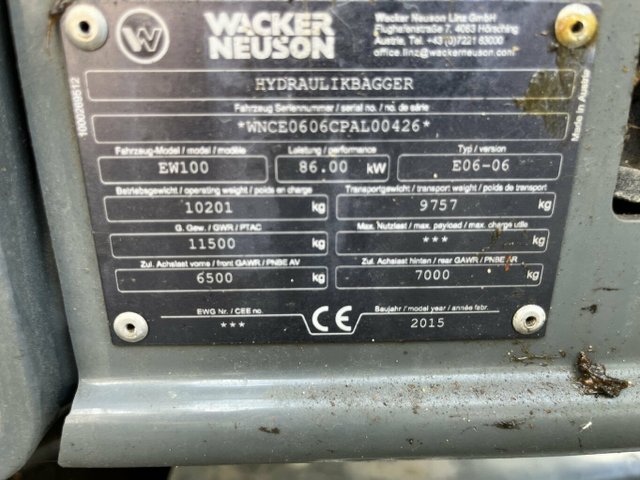 WACKER
NEUSON
Wacker Neuson Linz GmbH
Flughafenstraße 7, 4063 Hörsching
Austria, Tel. +43 (0)7221 63000
office.linz@wackerneuson.com
HYDRAULIKBAGGER
Fahrzeug Seriennummer / serial no. / no. de série
*WNCE0606CPAL00426*
Fahrzeug-Model / model / modèle
Leistung / performance
Typ / version
EW100
86.00 kW
E06-06
Betriebsgewicht / operating weight / poids en charge
Transportgewicht / transport weight / poids de transport
10201 kg
9757 kg
G. Gew. / GWR / PTAC
Max. Nutzlast / max. payload / max. charge utile
11500 kg
*** kg
Zul. Achslast vorne / front GAWR / PNBE AV
Zul. Achslast hinten / rear GAWR / PNBE AR
6500 kg
7000 kg
EWG Nr. / CEE no.
CE
Baujahr / model year / année fabr.
***
2015
1000269512
Made in Austria